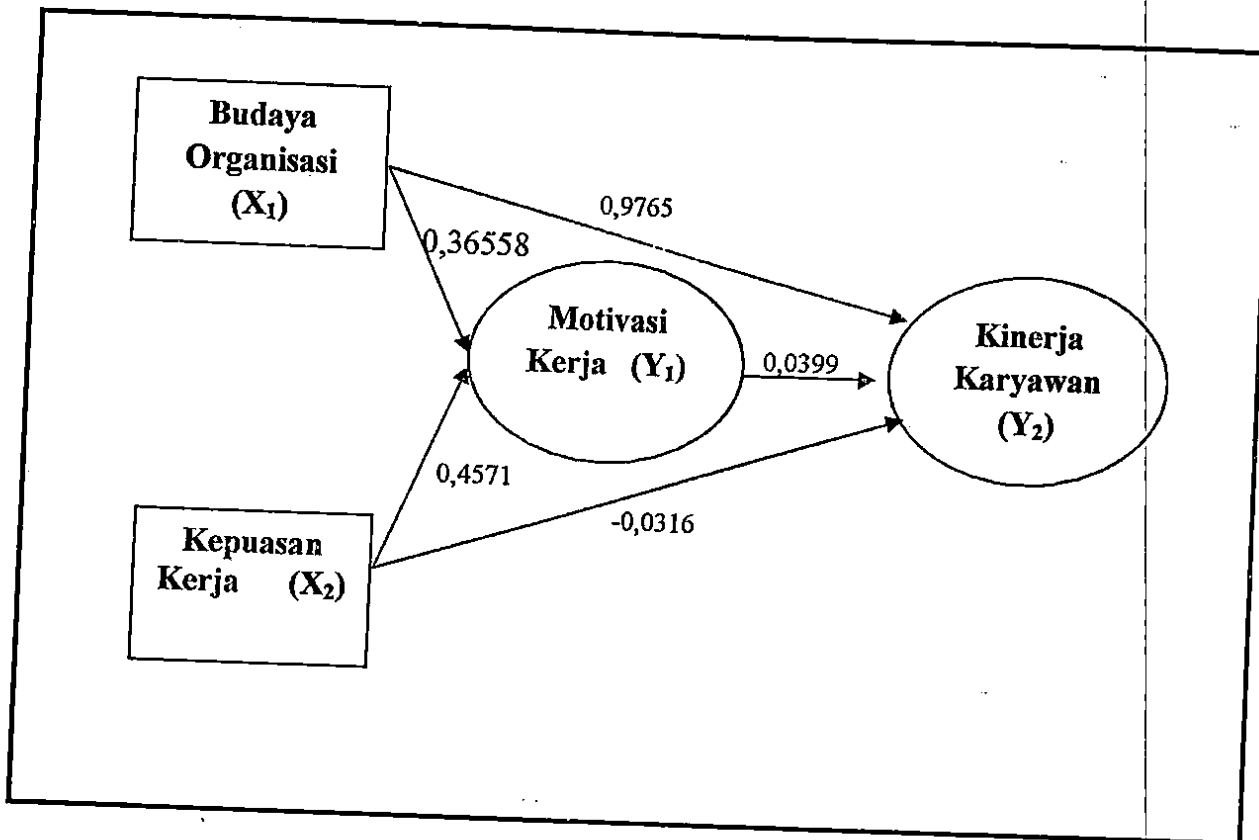 Budaya
Organisasi
(X₁)
0,9765
0,36558
Motivasi
Kerja (Y₁)
0,0399
Kinerja
Karyawan
(Y₂)
0,4571
-0,0316
Kepuasan
Kerja (X₂)